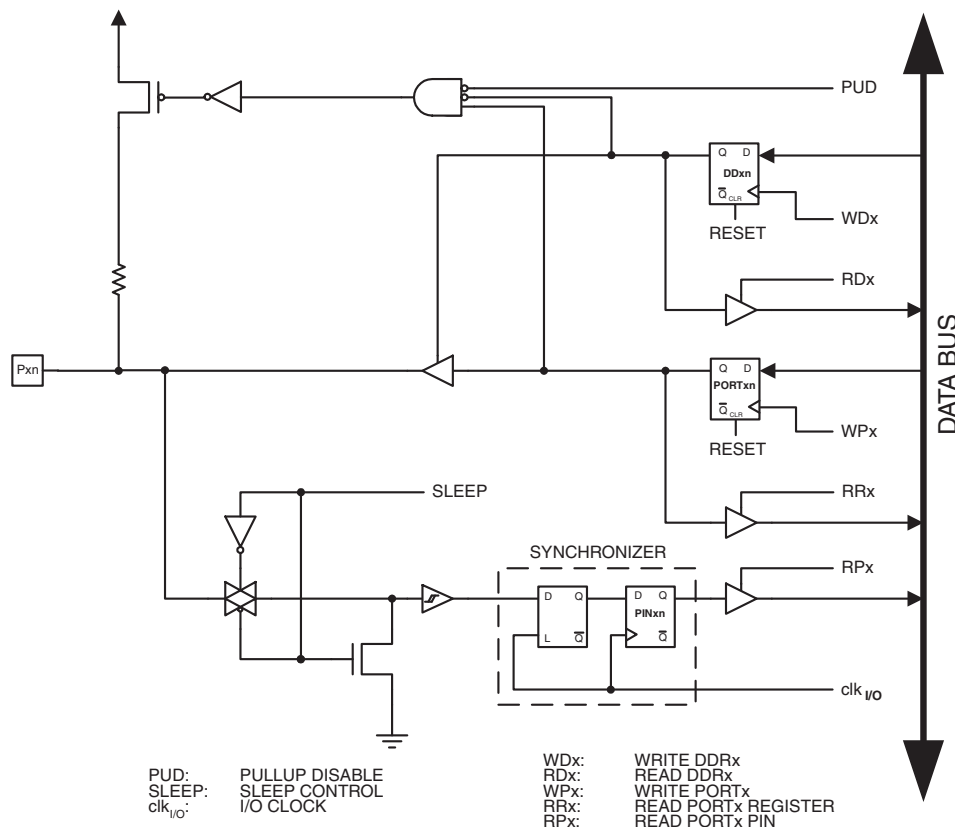 PUD
Q D
DDxn
Q CLR
WDx
RESET
RDx
Pxn
Q D
PORTxn
Q CLR
WPx
RESET
DATA BUS
SLEEP
RRx
SYNCHRONIZER
RPx
D Q
L Q
D Q
PINxn
Q
clk I/O
PUD: PULLUP DISABLE
SLEEP: SLEEP CONTROL
clkI/O: I/O CLOCK
WDx: WRITE DDRx
RDx: READ DDRx
WPx: WRITE PORTx
RRx: READ PORTx REGISTER
RPx: READ PORTx PIN